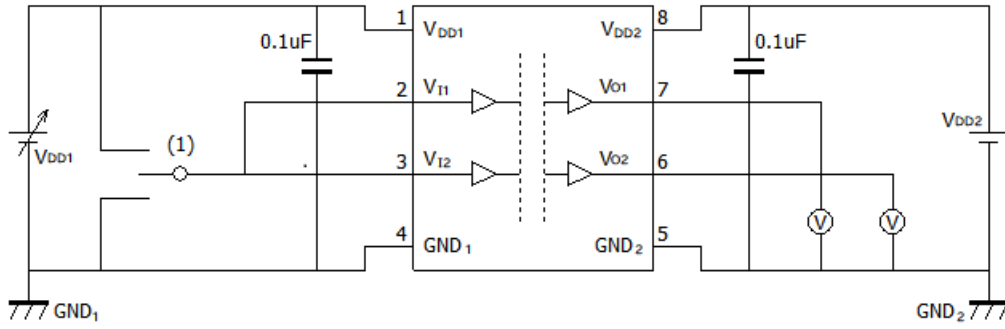 1
8
VDD1
VDD2
0.1uF
0.1uF
2
VI1
VO1
7
VDD1
(1)
VDD2
3
VI2
VO2
6
V
V
4
GND1
GND2
5
GND1
GND2